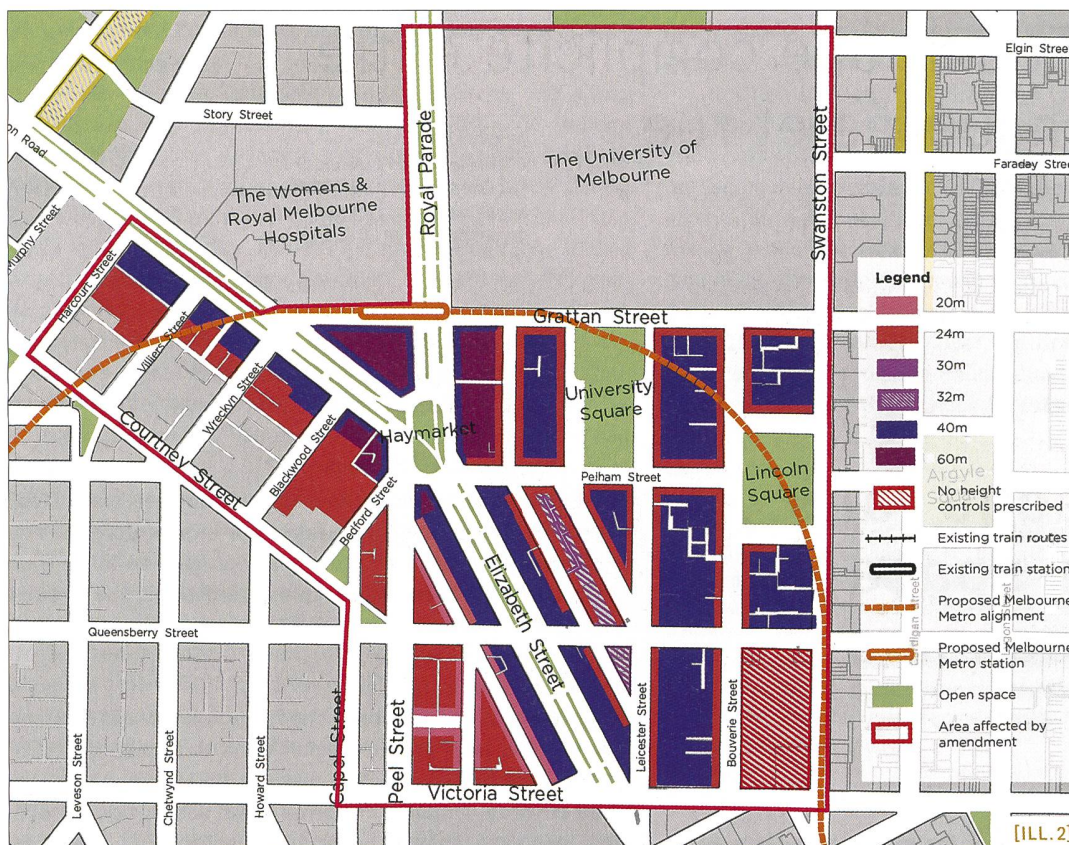 Elgin Street
Story Street
on Road
Royal Parade
The University of
Melbourne
Swanston Street
Faraday Street
The Womens &
Royal Melbourne
Hospitals
Murphy Street
Harcourt Street
Villiers Street
Wreckyn Street
Blackwood Street
Bedford Street
Courtney Street
Grattan Street
University
Square
Haymarket
Pelham Street
Lincoln
Square
Argyle
Elizabeth Street
Queensberry Street
Capel Street
Peel Street
Victoria Street
Leicester Street
Bouverie Street
Leveson Street
Chetwynd Street
Howard Street
Cardigan Street
Legend
20m
24m
30m
32m
40m
60m
No height
controls prescribed
Existing train routes
Existing train station
Proposed Melbourne
Metro alignment
Proposed Melbourne
Metro station
Open space
Area affected by
amendment
[ILL.2]